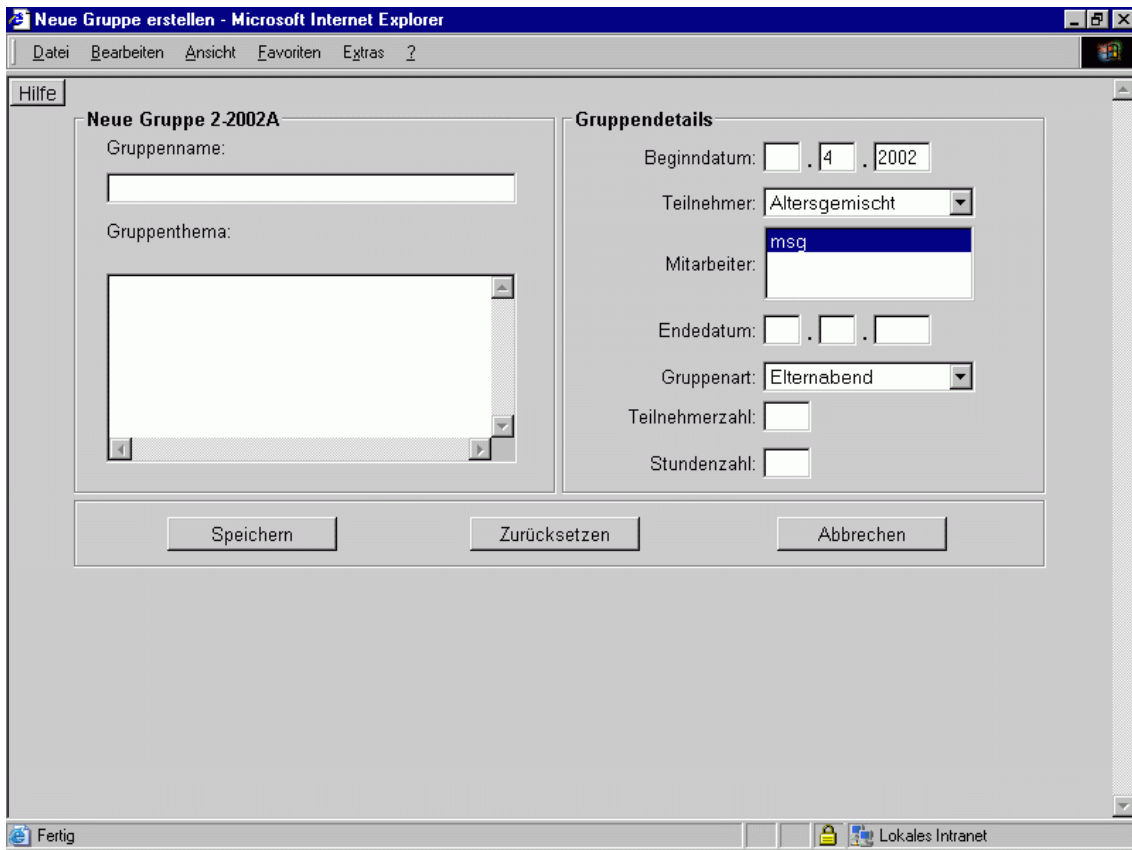 Neue Gruppe erstellen - Microsoft Internet Explorer
Datei Bearbeiten Ansicht Favoriten Extras ?
Hilfe
Neue Gruppe 2-2002A
Gruppenname:
Gruppenthema:
Gruppendetails
Beginndatum: . 4 . 2002
Teilnehmer: Altersgemischt
Mitarbeiter: msg
Endedatum: . .
Gruppenart: Elternabend
Teilnehmerzahl:
Stundenzahl:
Speichern Zurücksetzen Abbrechen
Fertig Lokales Intranet